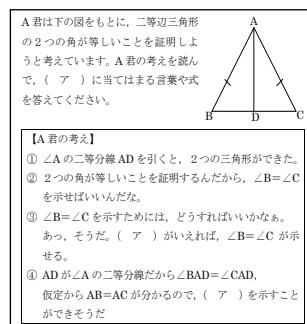 A君は下の図をもとに，二等辺三角形
の２つの角が等しいことを証明しよ
うと考えています。A君の考えを読ん
で，（　ア　）に当てはまる言葉や式
を答えてください。
A
B
D
C
【A君の考え】
① ∠Aの二等分線ADを引くと，２つの三角形ができた。
② ２つの角が等しいことを証明するんだから，∠B=∠C
を示せばいいんだな。
③ ∠B=∠Cを示すためには，どうすればいいかなぁ。
あっ，そうだ。（　ア　）がいえれば，∠B=∠C が示
せる。
④ ADが∠Aの二等分線だから∠BAD=∠CAD,
仮定からAB=ACが分かるので,（　ア　）を示すこと
ができそうだ